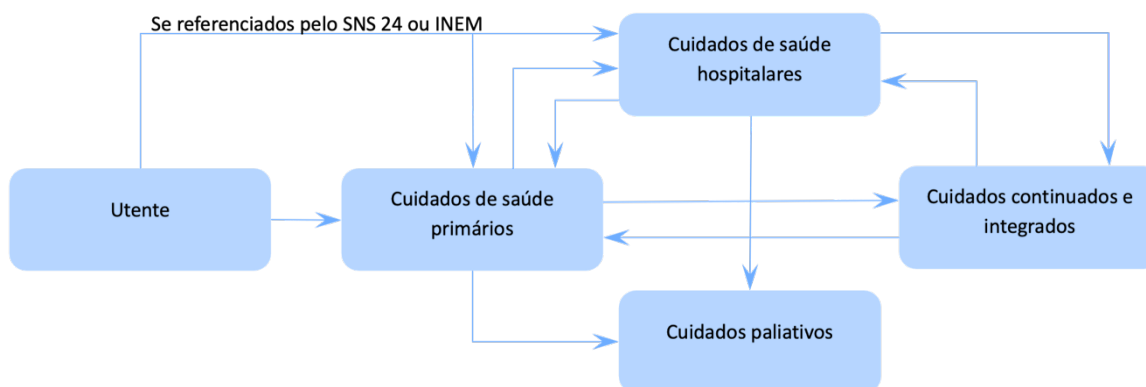 Se referenciados pelo SNS 24 ou INEM
Cuidados de saúde
hospitalares
Utente
Cuidados de saúde
primários
Cuidados continuados e
integrados
Cuidados paliativos